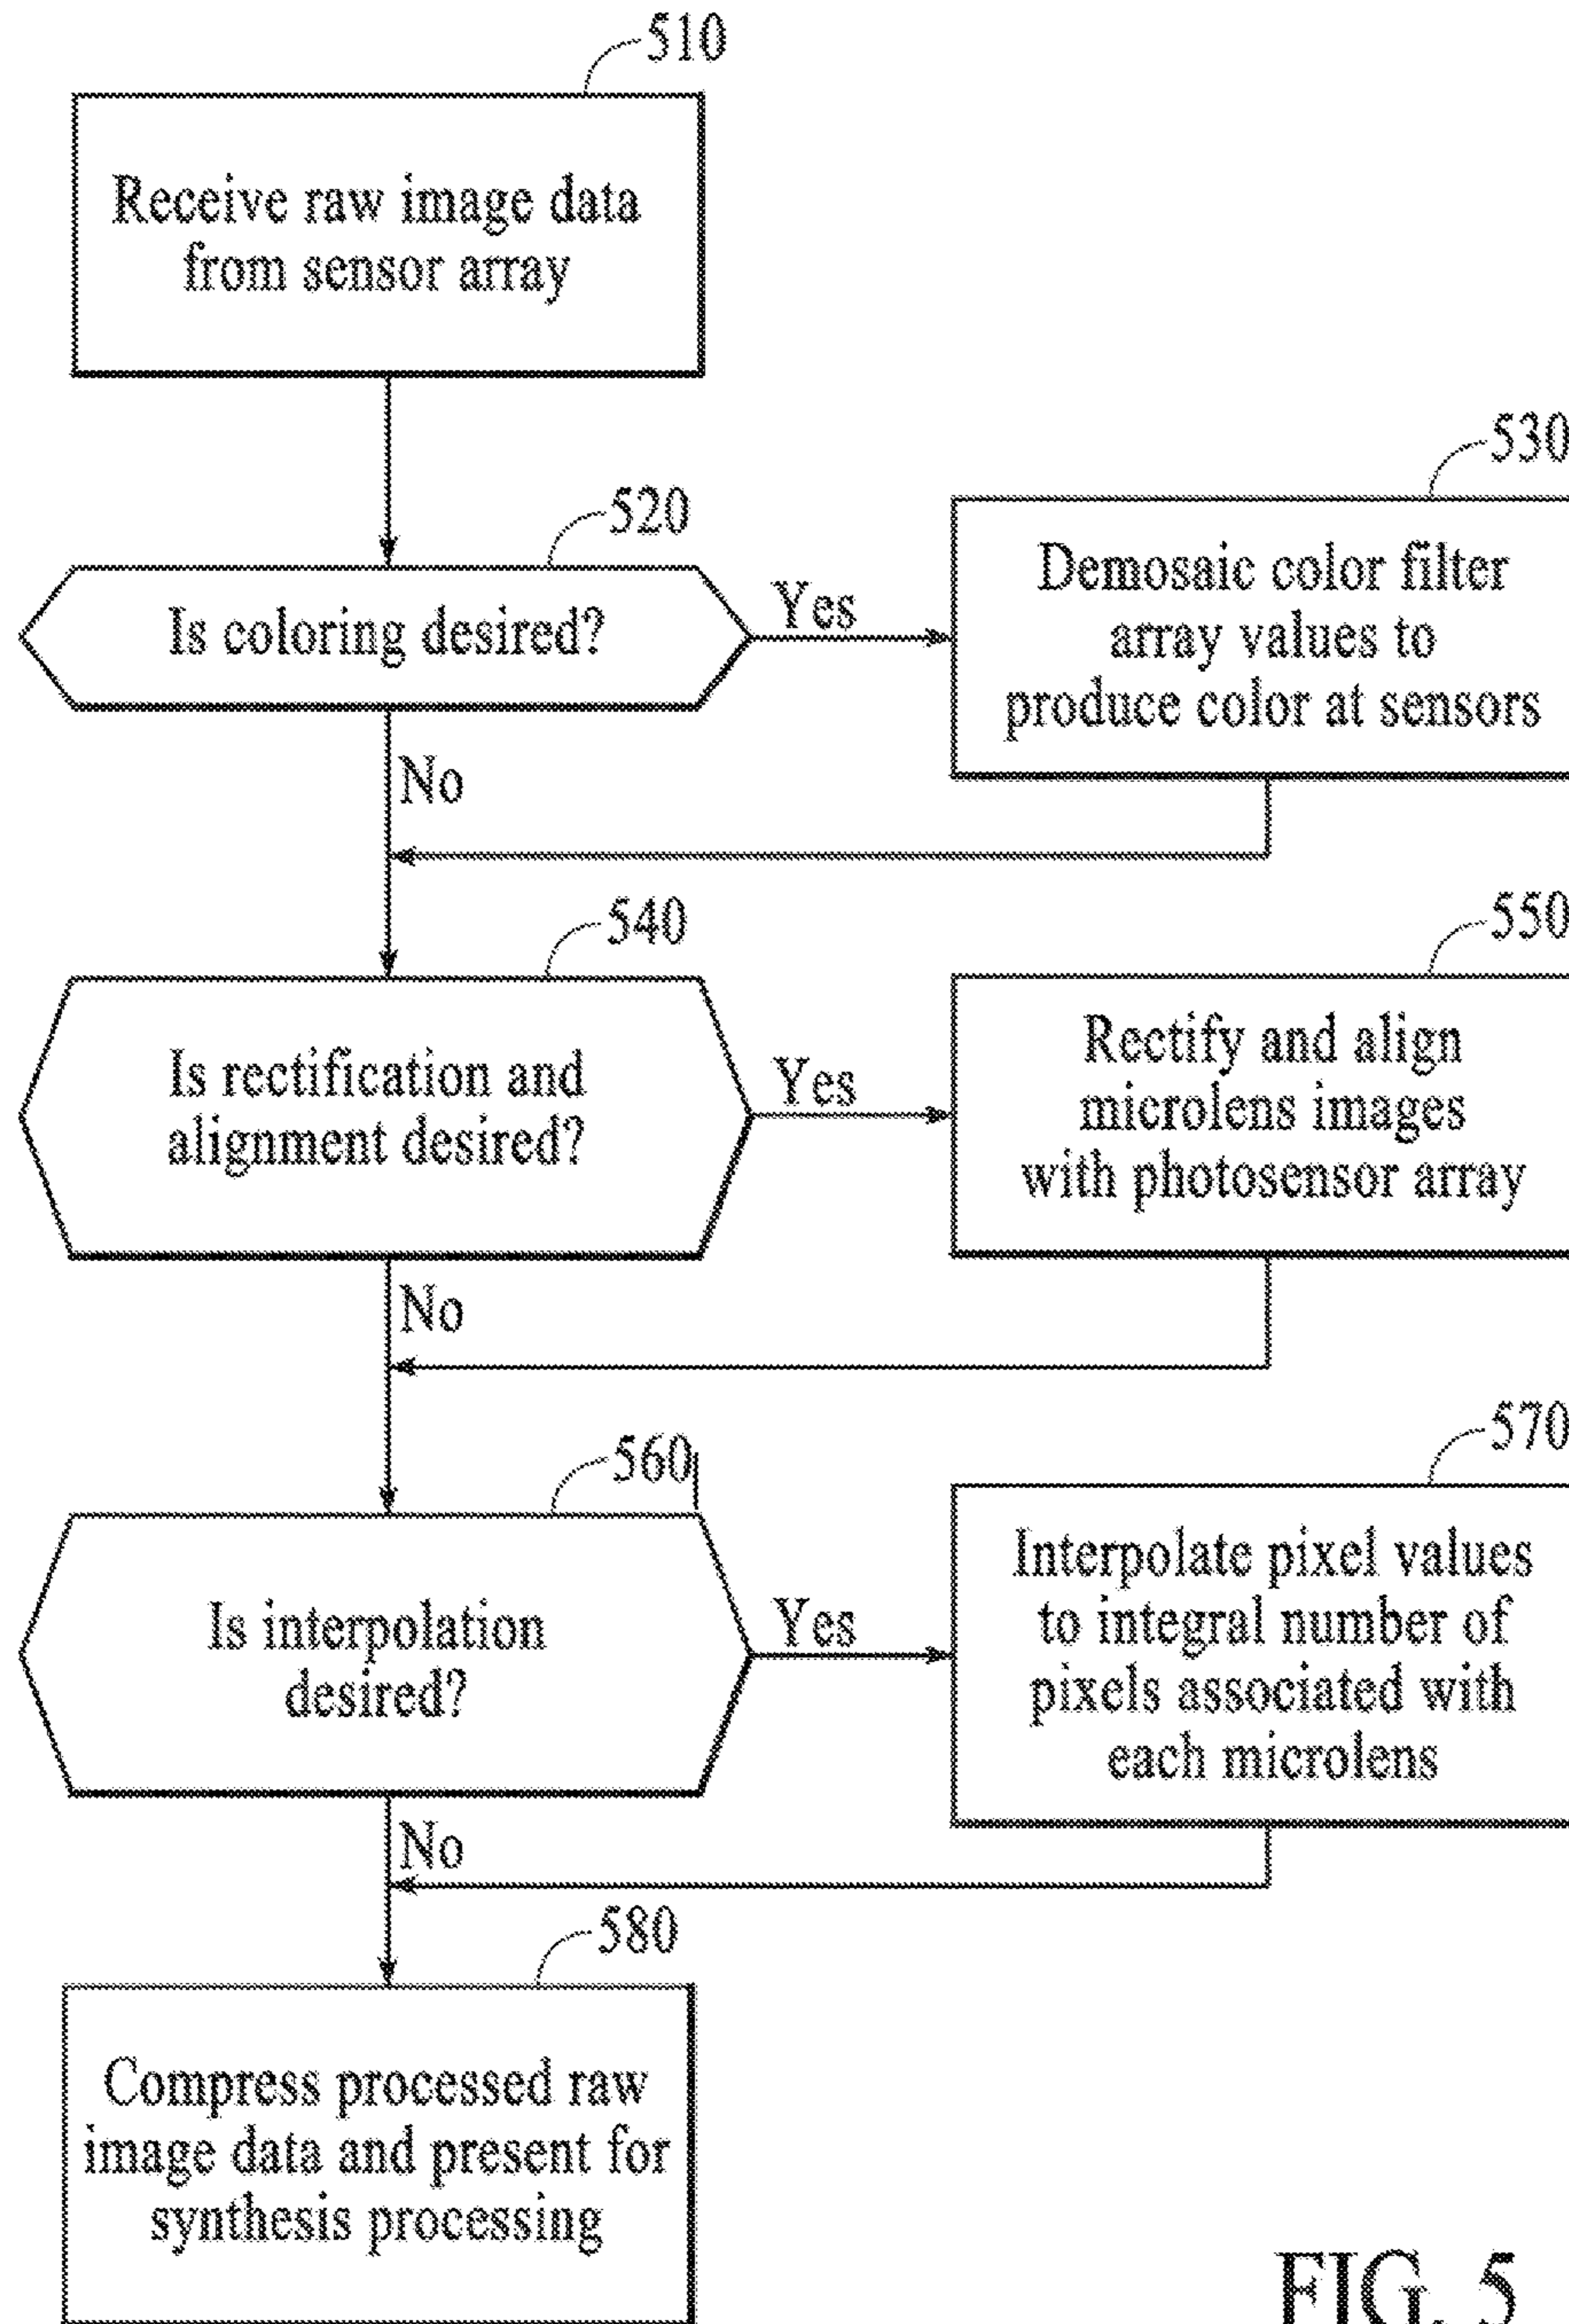 510
Receive raw image data
from sensor array
520
Is coloring desired?
Yes
530
Demosaic color filter
array values to
produce color at sensors
No
540
Is rectification and
alignment desired?
Yes
550
Rectify and align
microlens images
with photosensor array
No
560
Is interpolation
desired?
Yes
570
Interpolate pixel values
to integral number of
pixels associated with
each microlens
No
580
Compress processed raw
image data and present for
synthesis processing
FIG. 5